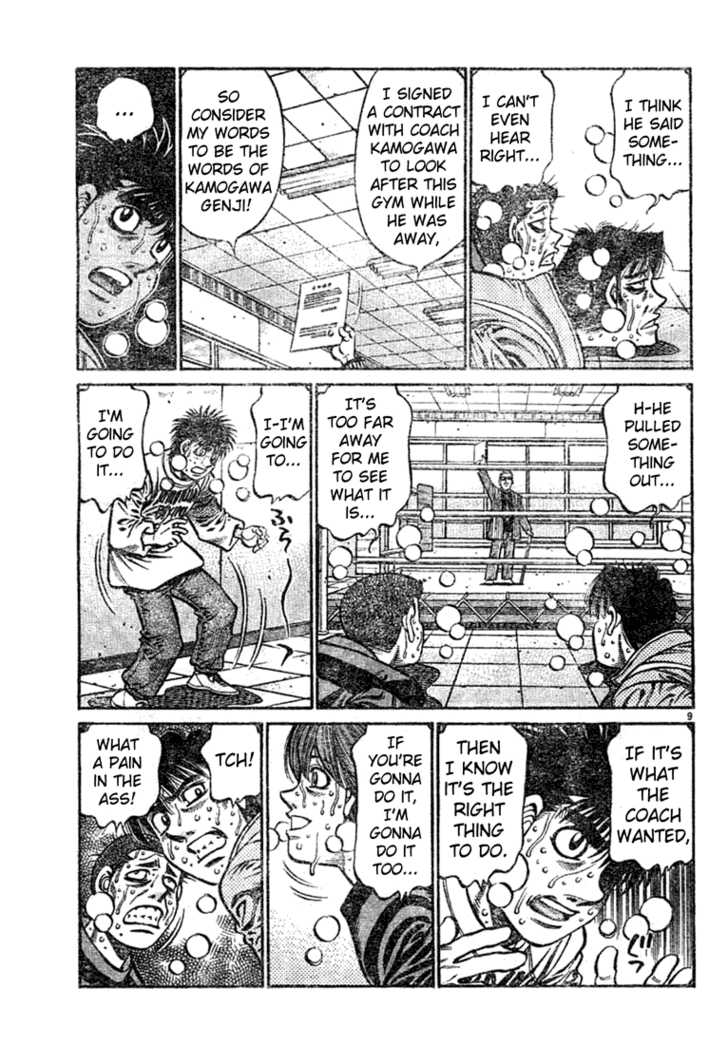 I THINK
HE SAID
SOME-
THING...
I CAN'T
EVEN
HEAR
RIGHT...
I SIGNED
A CONTRACT
WITH COACH
KAMOGAWA
TO LOOK
AFTER THIS
GYM WHILE
HE WAS
AWAY,
SO
CONSIDER
MY WORDS
TO BE THE
WORDS OF
KAMOGAWA
GENJI!
...
H-HE
PULLED
SOME-
THING
OUT...
IT'S
TOO FAR
AWAY
FOR ME
TO SEE
WHAT IT
IS...
I-I'M
GOING
TO...
I'M
GOING
TO DO
IT...
9
IF IT'S
WHAT
THE
COACH
WANTED,
THEN
I KNOW
IT'S THE
RIGHT
THING
TO DO.
IF
YOU'RE
GONNA
DO IT,
I'M
GONNA
DO IT
TOO...
TCH!
WHAT
A PAIN
IN THE
ASS!